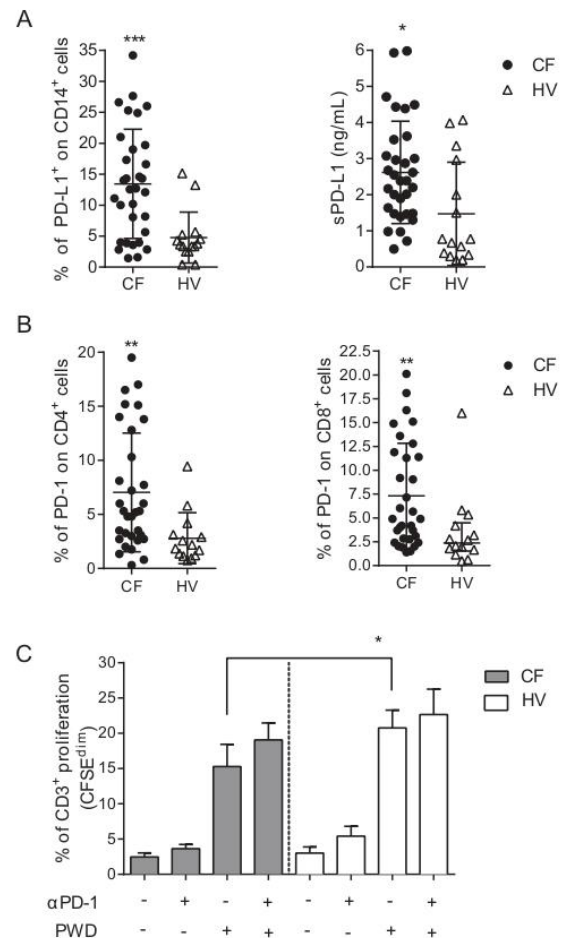 A
***
% of PD-L1+ on CD14+ cells
35
30
25
20
15
10
5
0
CF
HV
*
sPD-L1 (ng/mL)
6
5
4
3
2
1
0
CF
HV
CF
HV
B
**
% of PD-1 on CD4+ cells
20
15
10
5
0
CF
HV
**
% of PD-1 on CD8+ cells
22.5
20.0
17.5
15.0
12.5
10.0
7.5
5.0
2.5
0.0
CF
HV
CF
HV
C
*
% of CD3+ proliferation
(CFSEdim)
30
25
20
15
10
5
0
CF
HV
αPD-1 - + - + - + - +
PWD - - + + - - + +